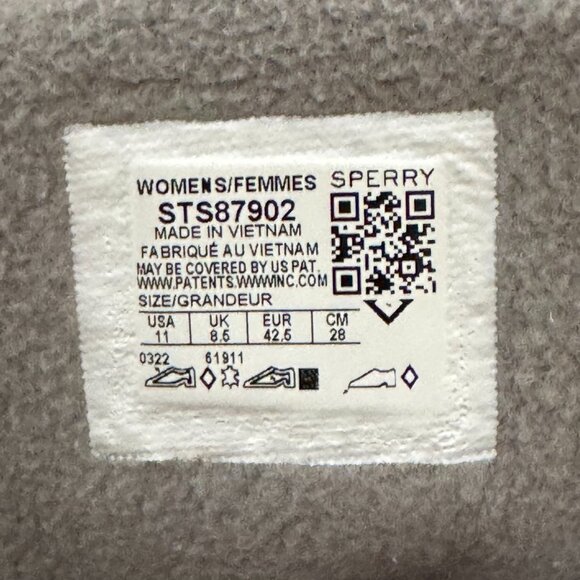 WOMENS/FEMMES SPERRY
STS87902
MADE IN VIETNAM
FABRIQUÉ AU VIETNAM
MAY BE COVERED BY US PAT.
WWW.PATENTS.WWWINC.COM
SIZE/GRANDEUR
USA UK EUR CM
11 8.5 42.5 28
0322 61911